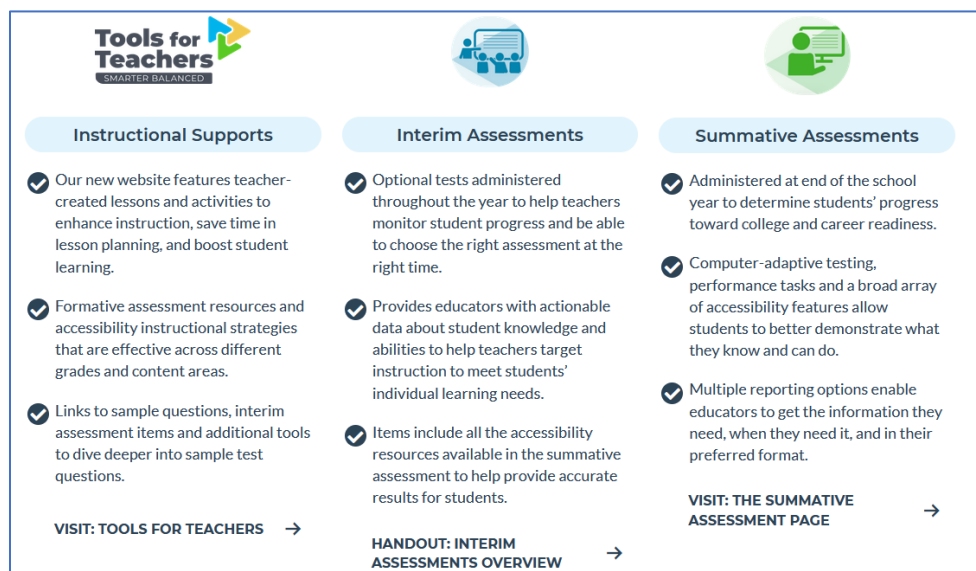 Tools for
Teachers
SMARTER BALANCED
Instructional Supports
Our new website features teacher-
created lessons and activities to
enhance instruction, save time in
lesson planning, and boost student
learning.
Formative assessment resources and
accessibility instructional strategies
that are effective across different
grades and content areas.
Links to sample questions, interim
assessment items and additional tools
to dive deeper into sample test
questions.
VISIT: TOOLS FOR TEACHERS
Interim Assessments
Optional tests administered
throughout the year to help teachers
monitor student progress and be able
to choose the right assessment at the
right time.
Provides educators with actionable
data about student knowledge and
abilities to help teachers target
instruction to meet students’
individual learning needs.
Items include all the accessibility
resources available in the summative
assessment to help provide accurate
results for students.
HANDOUT: INTERIM
ASSESSMENTS OVERVIEW
Summative Assessments
Administered at end of the school
year to determine students’ progress
toward college and career readiness.
Computer-adaptive testing,
performance tasks and a broad array
of accessibility features allow
students to better demonstrate what
they know and can do.
Multiple reporting options enable
educators to get the information they
need, when they need it, and in their
preferred format.
VISIT: THE SUMMATIVE
ASSESSMENT PAGE